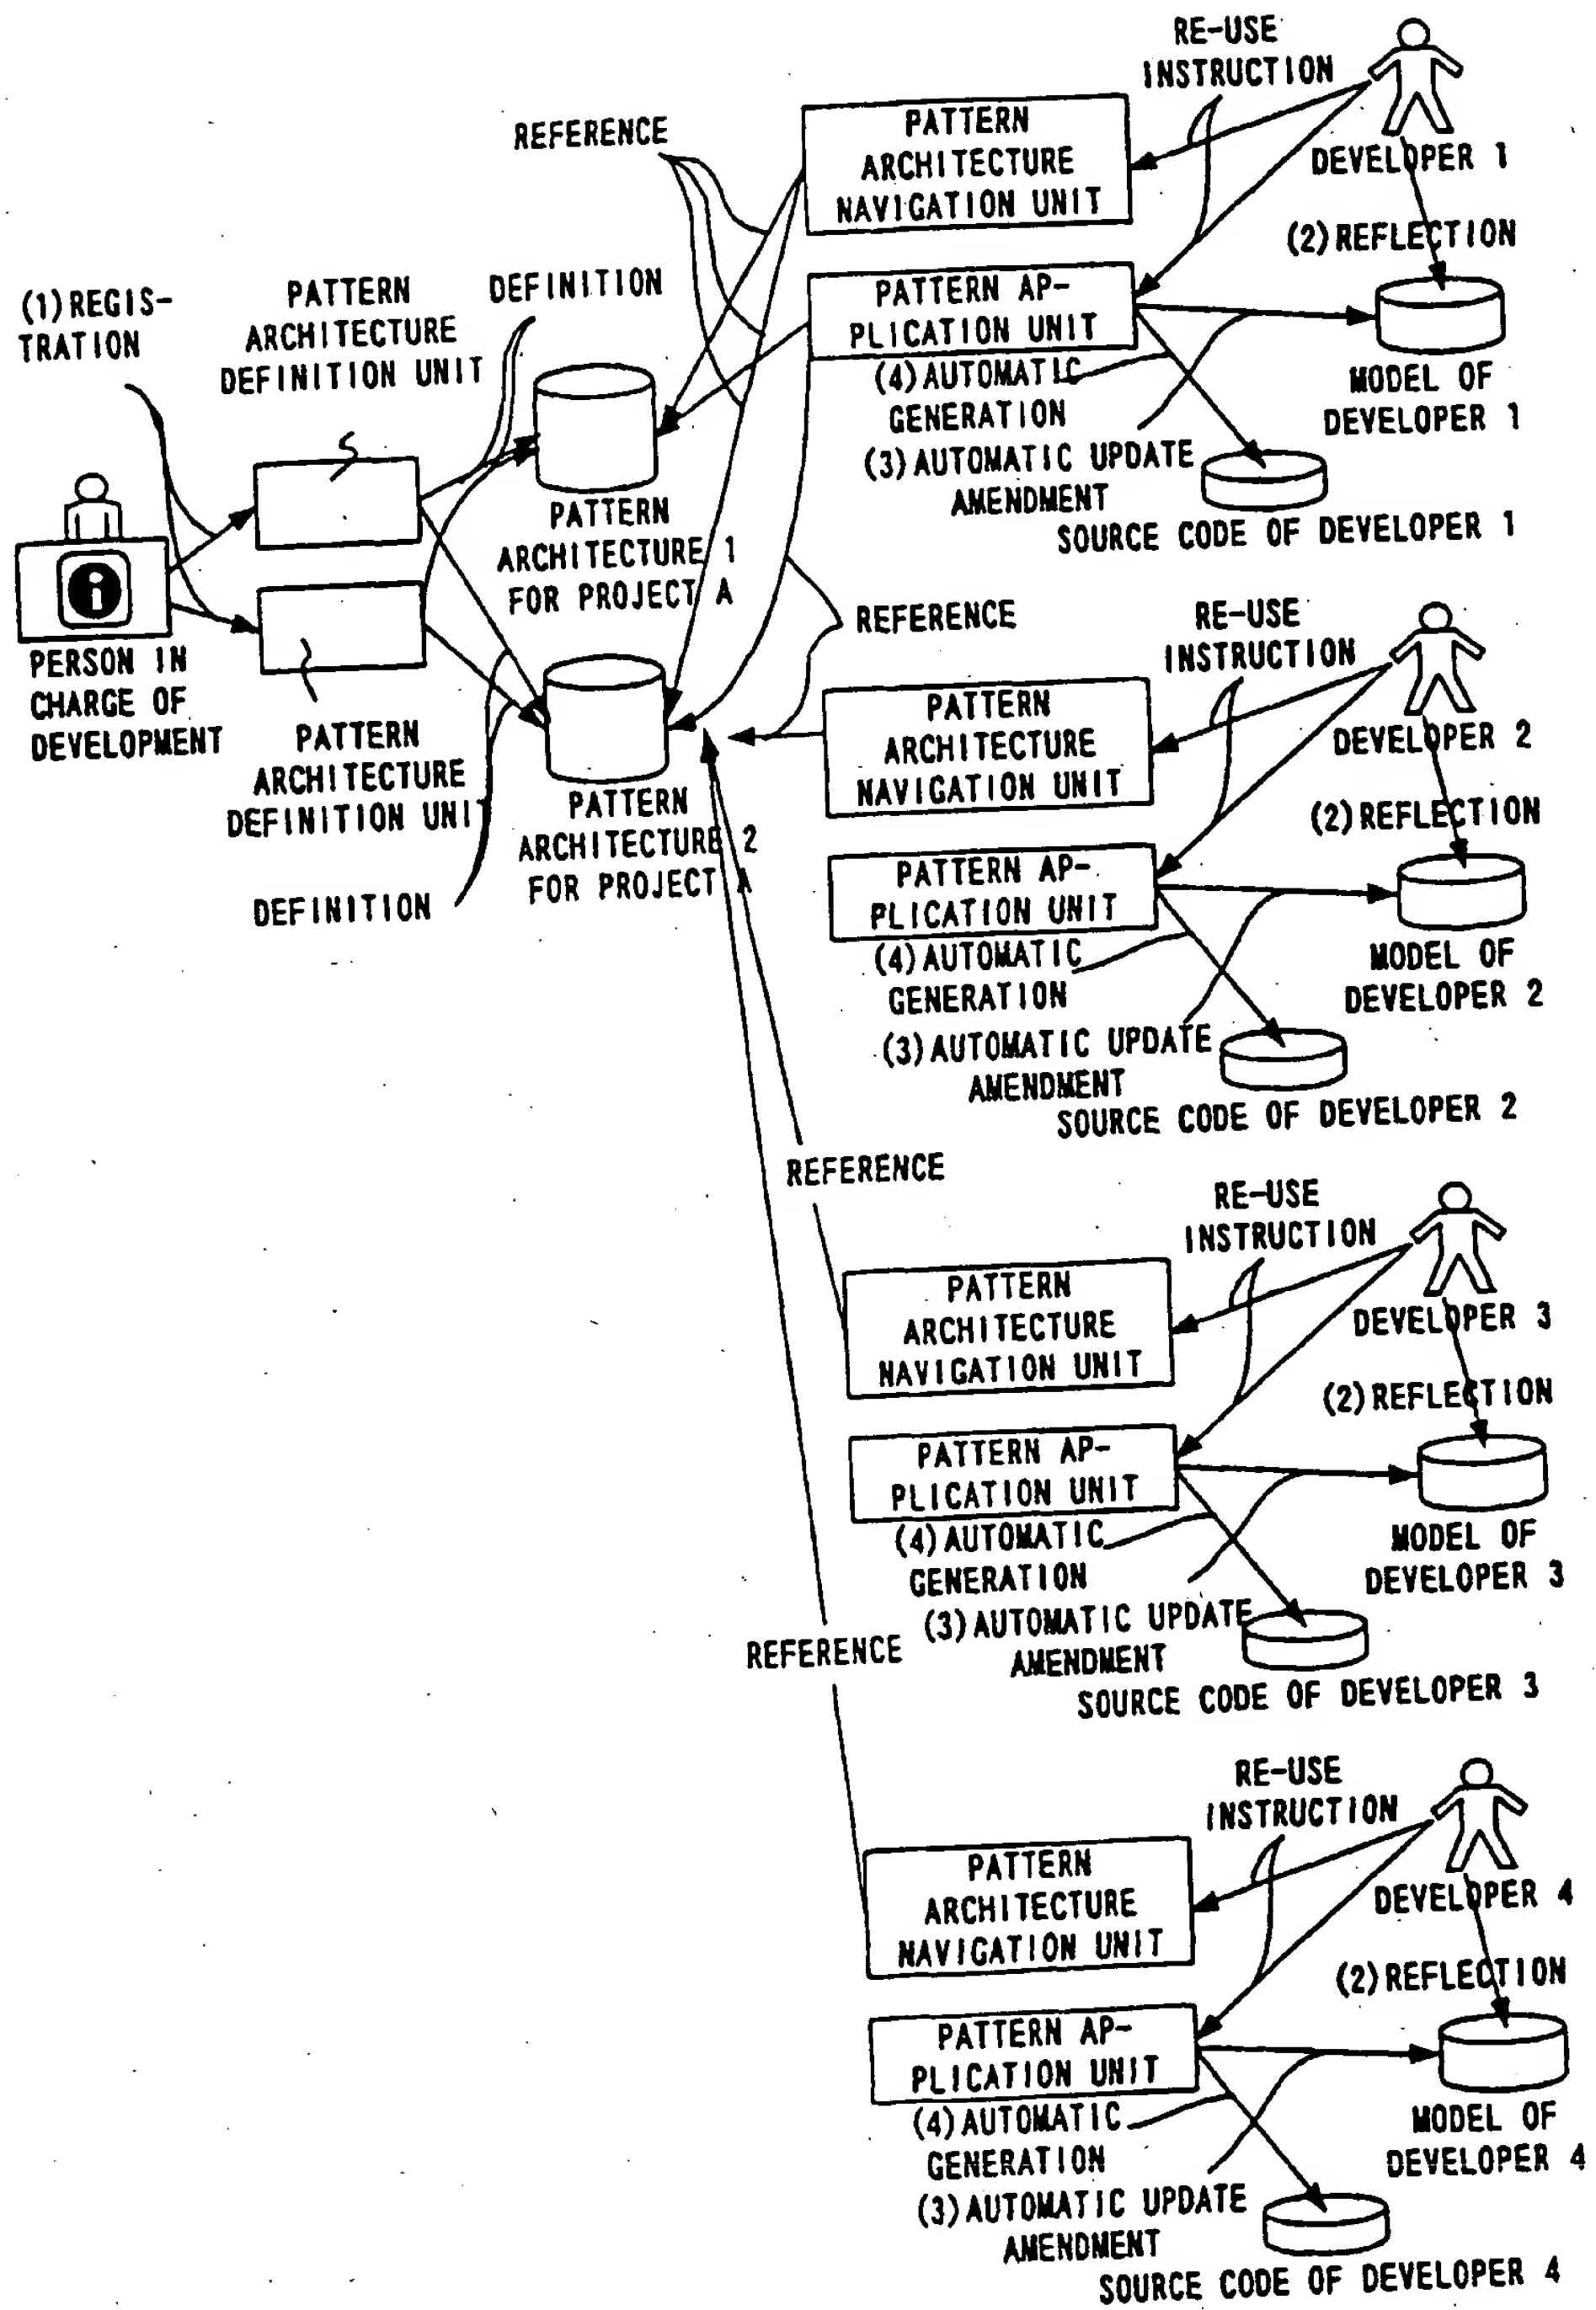 RE-USE
INSTRUCTION
DEVELOPER 1
REFERENCE
PATTERN
ARCHITECTURE
NAVIGATION UNIT
(2)REFLECTION
(1)REGIS-
TRATION
PATTERN
ARCHITECTURE
DEFINITION UNIT
DEFINITION
PATTERN AP-
PLICATION UNIT
(4)AUTOMATIC
GENERATION
MODEL OF
DEVELOPER 1
(3)AUTOMATIC UPDATE
AMENDMENT
SOURCE CODE OF DEVELOPER 1
PATTERN
ARCHITECTURE 1
FOR PROJECT A
i
PERSON IN
CHARGE OF
DEVELOPMENT
REFERENCE
RE-USE
INSTRUCTION
DEVELOPER 2
PATTERN
ARCHITECTURE
NAVIGATION UNIT
PATTERN
ARCHITECTURE
DEFINITION UNIT
PATTERN
ARCHITECTURE 2
FOR PROJECT A
DEFINITION
(2)REFLECTION
PATTERN AP-
PLICATION UNIT
(4)AUTOMATIC
GENERATION
MODEL OF
DEVELOPER 2
(3)AUTOMATIC UPDATE
AMENDMENT
SOURCE CODE OF DEVELOPER 2
REFERENCE
RE-USE
INSTRUCTION
DEVELOPER 3
PATTERN
ARCHITECTURE
NAVIGATION UNIT
(2)REFLECTION
PATTERN AP-
PLICATION UNIT
(4)AUTOMATIC
GENERATION
MODEL OF
DEVELOPER 3
(3)AUTOMATIC UPDATE
AMENDMENT
SOURCE CODE OF DEVELOPER 3
REFERENCE
RE-USE
INSTRUCTION
DEVELOPER 4
PATTERN
ARCHITECTURE
NAVIGATION UNIT
(2)REFLECTION
PATTERN AP-
PLICATION UNIT
(4)AUTOMATIC
GENERATION
MODEL OF
DEVELOPER 4
(3)AUTOMATIC UPDATE
AMENDMENT
SOURCE CODE OF DEVELOPER 4